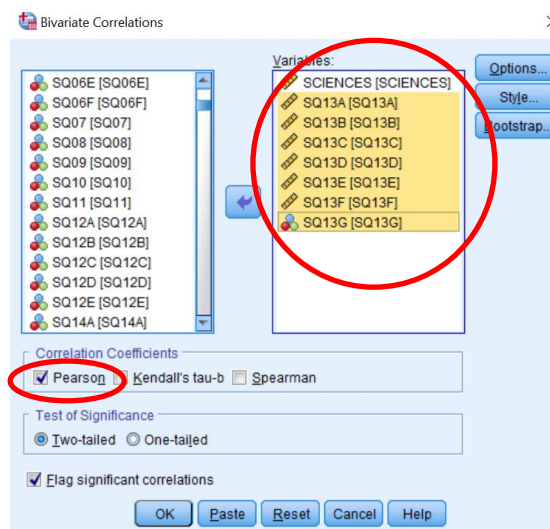 Bivariate Correlations
SQ06E [SQ06E]
SQ06F [SQ06F]
SQ07 [SQ07]
SQ08 [SQ08]
SQ09 [SQ09]
SQ10 [SQ10]
SQ11 [SQ11]
SQ12A [SQ12A]
SQ12B [SQ12B]
SQ12C [SQ12C]
SQ12D [SQ12D]
SQ12E [SQ12E]
SQ14A [SQ14A]
Variables:
SCIENCES [SCIENCES]
SQ13A [SQ13A]
SQ13B [SQ13B]
SQ13C [SQ13C]
SQ13D [SQ13D]
SQ13E [SQ13E]
SQ13F [SQ13F]
SQ13G [SQ13G]
Options...
Style...
Bootstrap...
Correlation Coefficients
Pearson Kendall's tau-b Spearman
Test of Significance
Two-tailed One-tailed
Flag significant correlations
OK Paste Reset Cancel Help